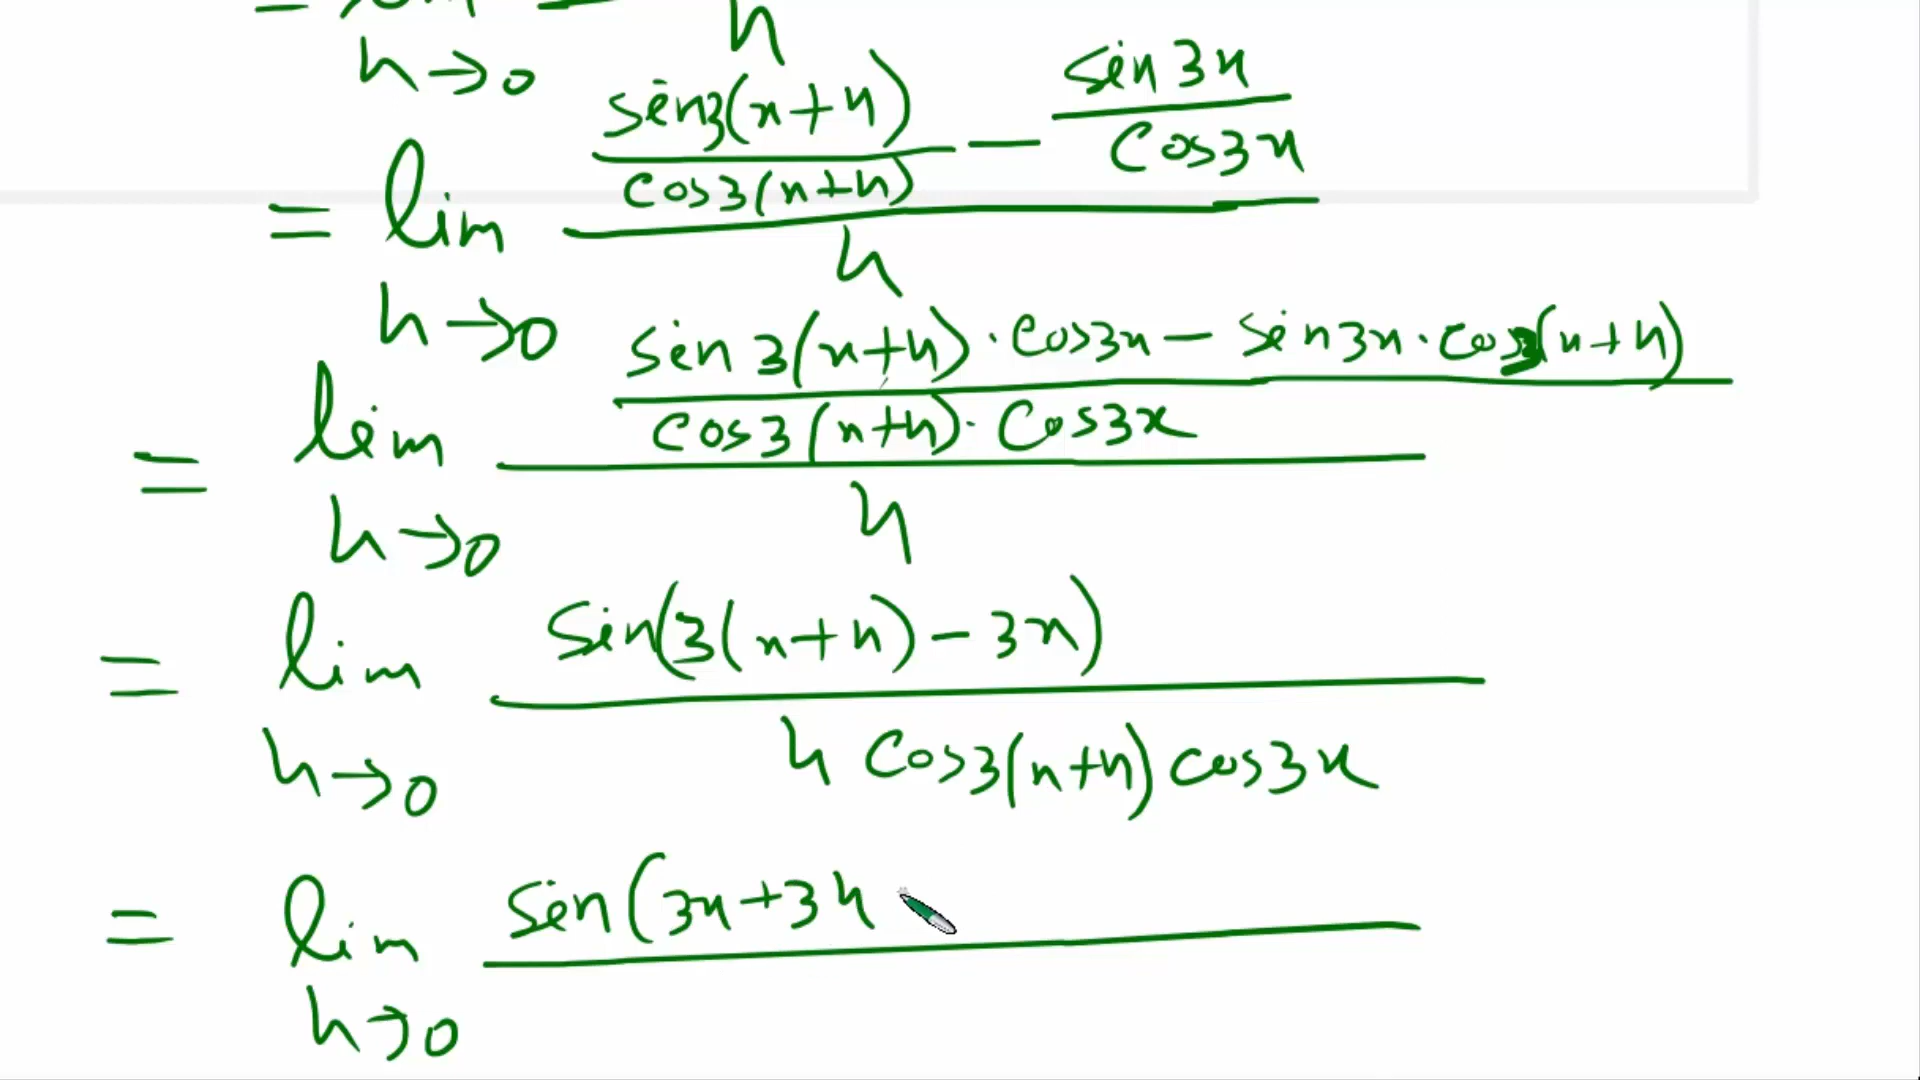 = lim h
h→0
sin3(x+h) / cos3(x+h) − sin3x / cos3x
= lim
h→0 h
sin3(x+h)·cos3x − sin3x·cos3(x+h)
cos3(x+h)·cos3x
= lim
h→0 h
= lim sin(3(x+h)−3x)
h→0 h cos3(x+h)cos3x
= lim sin(3x+3h
h→0